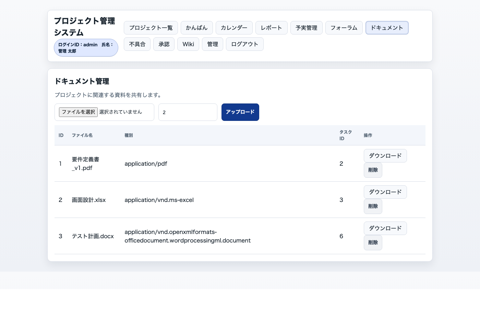 プロジェクト管理
システム
ログインID：admin 氏名：
管理 太郎
プロジェクト一覧 かんばん カレンダー レポート 予実管理 フォーラム ドキュメント
不具合 承認 Wiki 管理 ログアウト
ドキュメント管理
プロジェクトに関連する資料を共有します。
ファイルを選択 選択されていません 2 アップロード
ID ファイル名 種別 タスク
ID 操作
1 要件定義書
_v1.pdf application/pdf 2 ダウンロード
削除
2 画面設計.xlsx application/vnd.ms-excel 3 ダウンロード
削除
3 テスト計画.docx application/vnd.openxmlformats-
officedocument.wordprocessingml.document 6 ダウンロード
削除